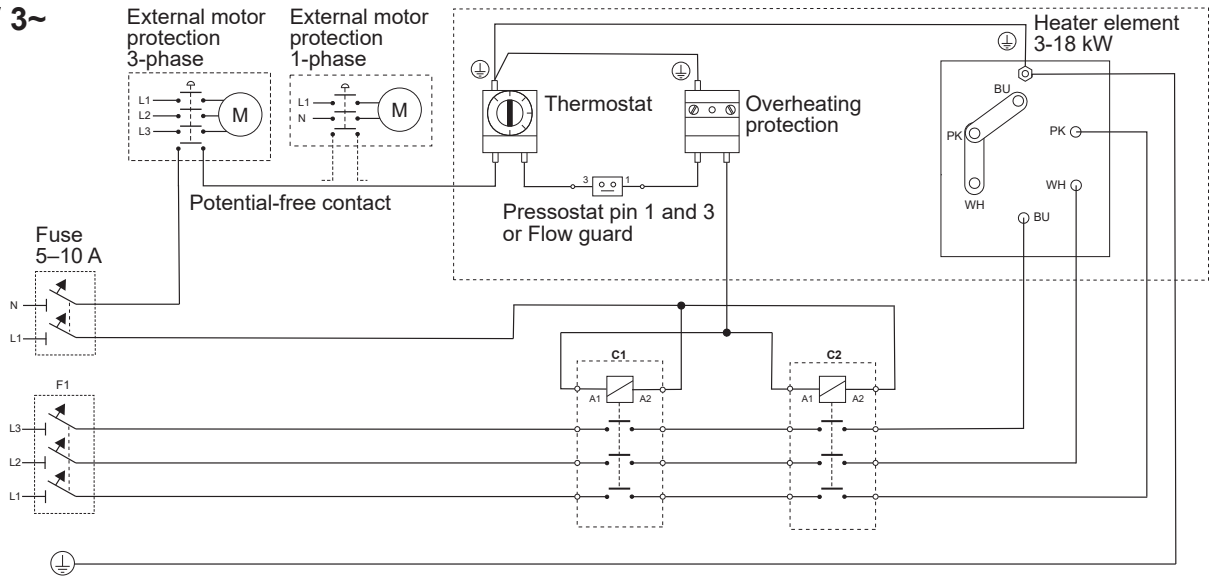 3~
External motor
protection
3-phase
External motor
protection
1-phase
Heater element
3-18 kW
L1
L2
L3
M
L1
N
M
Thermostat
Overheating
protection
BU
PK
WH
PK
WH
BU
3
1
Potential-free contact
Pressostat pin 1 and 3
or Flow guard
Fuse
5–10 A
N
L1
C1
C2
A1
A2
A1
A2
F1
L3
L2
L1